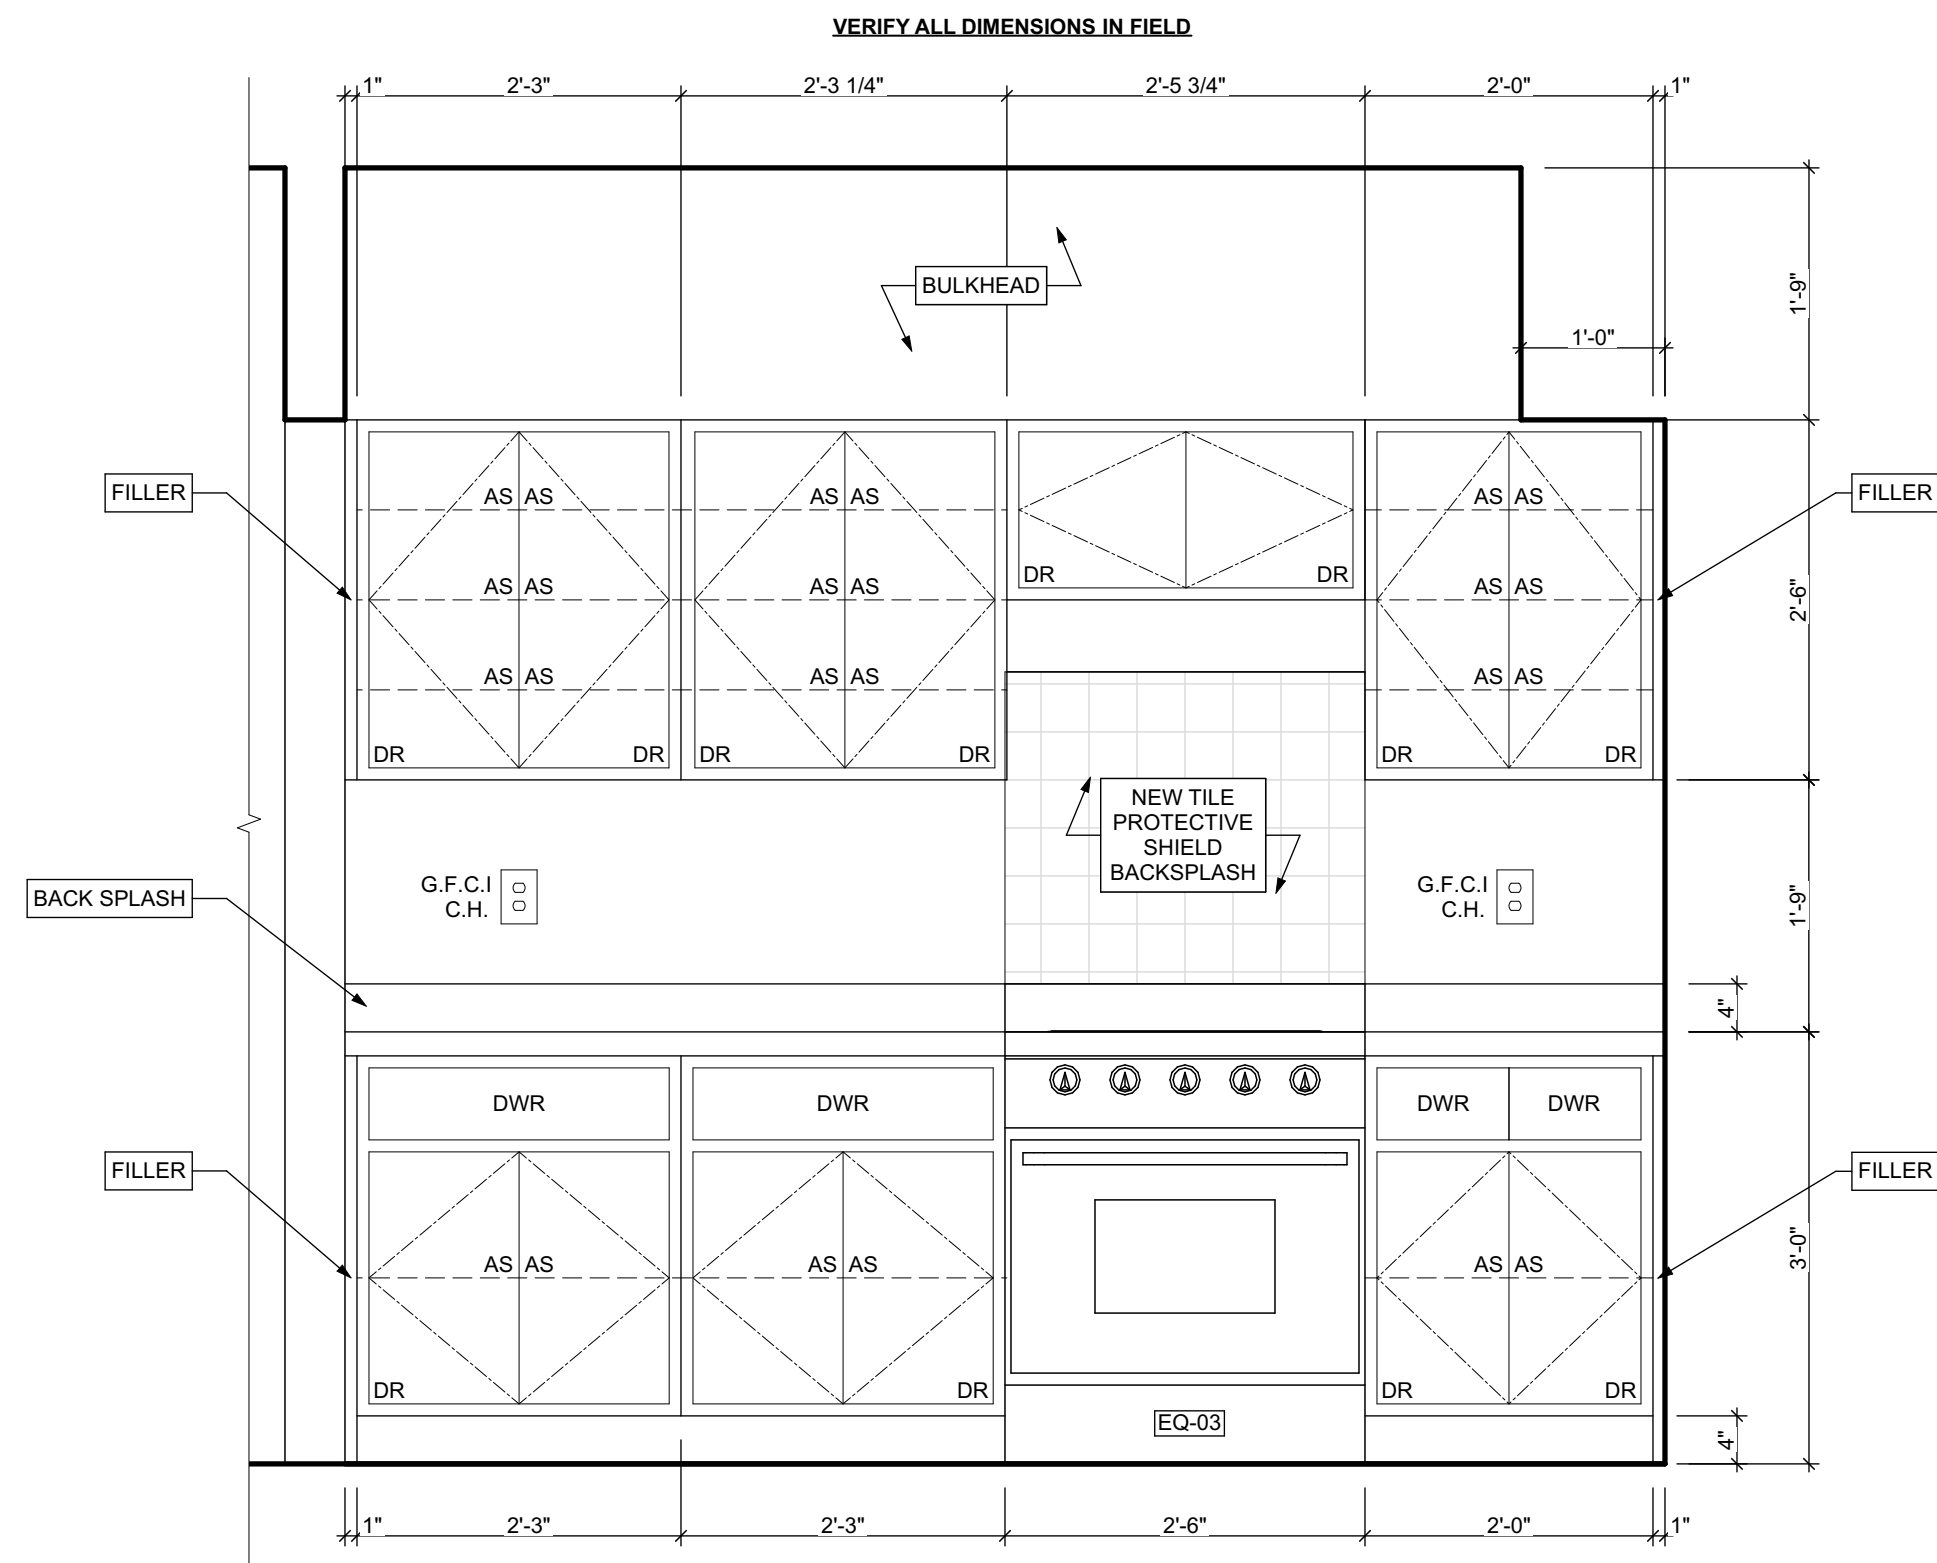 VERIFY ALL DIMENSIONS IN FIELD
1" 2'-3" 2'-3 1/4" 2'-5 3/4" 2'-0" 1"
BULKHEAD
1'-9"
1'-0"
FILLER
FILLER
AS AS AS AS AS AS
AS AS AS AS AS AS
DR DR
2'-6"
AS AS AS AS AS AS
DR DR DR DR DR DR
NEW TILE
PROTECTIVE
SHIELD
BACKSPLASH
BACK SPLASH
G.F.C.I
C.H.
G.F.C.I
C.H.
1'-9"
4"
DWR DWR DWR DWR
FILLER
FILLER
3'-0"
AS AS AS AS AS AS
DR DR DR DR
EQ-03
4"
1" 2'-3" 2'-3" 2'-6" 2'-0" 1"